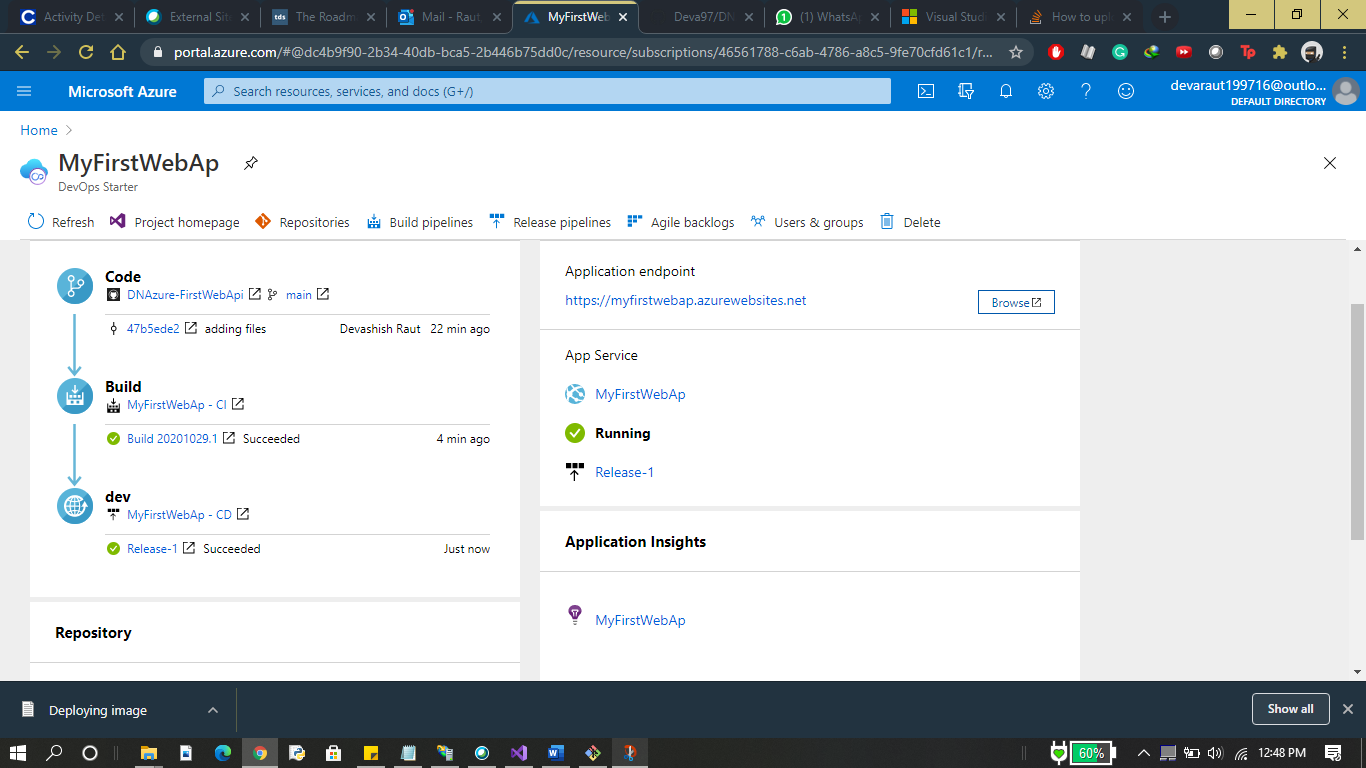 Activity Det
External Site
tds The Roadm
Mail - Raut,
MyFirstWeb
Deva97/DN
(1) WhatsA
Visual Stud
How to upl
portal.azure.com/#@dc4b9f90-2b34-40db-bca5-2b446b75dd0c/resource/subscriptions/46561788-c6ab-4786-a8c5-9fe70cfd61c1/r...
Microsoft Azure
Search resources, services, and docs (G+/)
devaraut199716@outlo...
DEFAULT DIRECTORY
Home
MyFirstWebAp
DevOps Starter
Refresh
Project homepage
Repositories
Build pipelines
Release pipelines
Agile backlogs
Users & groups
Delete
Code
DNAzure-FirstWebApi main
47b5ede2 adding files Devashish Raut 22 min ago
Build
MyFirstWebAp - CI
Build 20201029.1 Succeeded 4 min ago
dev
MyFirstWebAp - CD
Release-1 Succeeded Just now
Repository
Application endpoint
https://myfirstwebap.azurewebsites.net
Browse
App Service
MyFirstWebAp
Running
Release-1
Application Insights
MyFirstWebAp
Deploying image
Show all
60%
12:48 PM